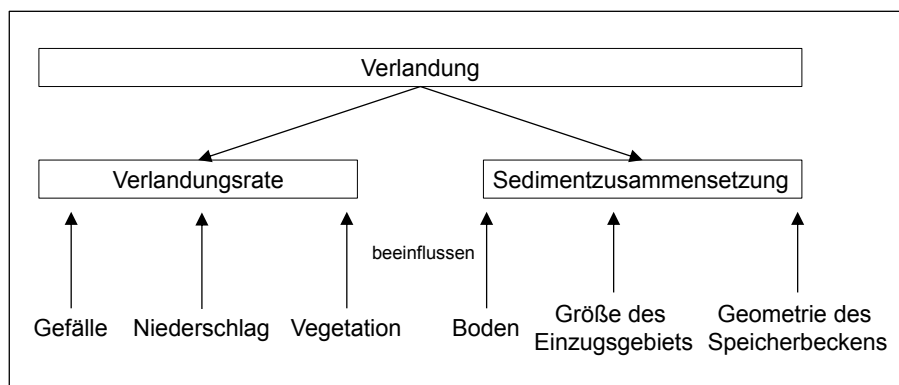 Verlandung
Verlandungsrate
Sedimentzusammensetzung
beeinflussen
Gefälle
Niederschlag
Vegetation
Boden
Größe des
Einzugsgebiets
Geometrie des
Speicherbeckens